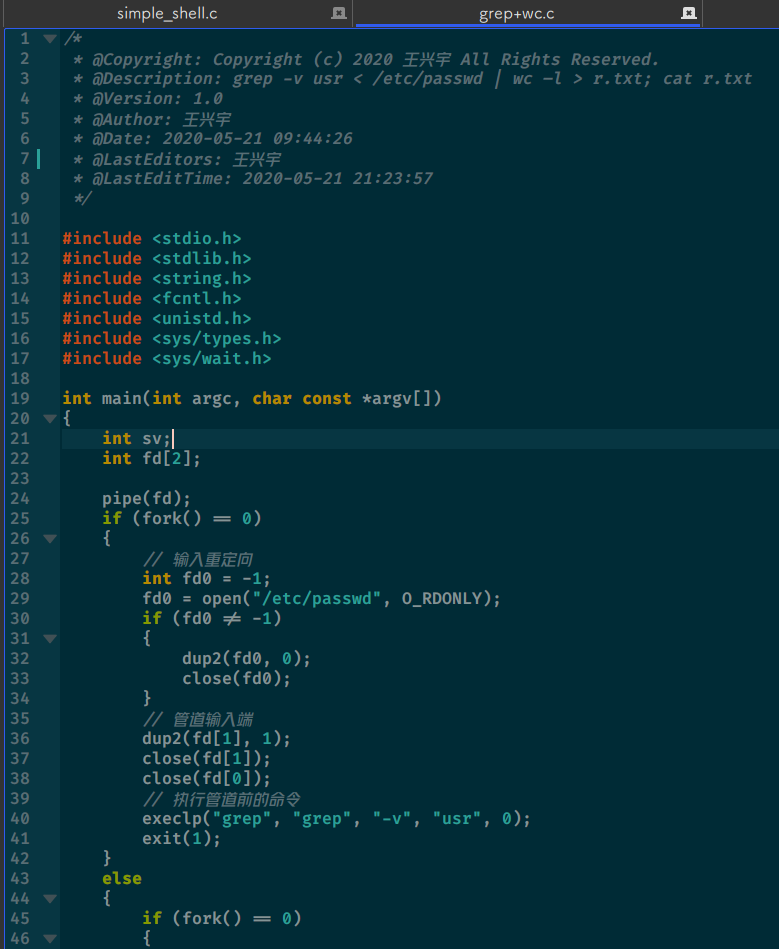 simple_shell.c
grep+wc.c
1 /*
2 * @Copyright: Copyright (c) 2020 王兴宇 All Rights Reserved.
3 * @Description: grep -v usr < /etc/passwd | wc -l > r.txt; cat r.txt
4 * @Version: 1.0
5 * @Author: 王兴宇
6 * @Date: 2020-05-21 09:44:26
7 * @LastEditors: 王兴宇
8 * @LastEditTime: 2020-05-21 21:23:57
9 */
10
11 #include <stdio.h>
12 #include <stdlib.h>
13 #include <string.h>
14 #include <fcntl.h>
15 #include <unistd.h>
16 #include <sys/types.h>
17 #include <sys/wait.h>
18
19 int main(int argc, char const *argv[])
20 {
21 int sv;
22 int fd[2];
23
24 pipe(fd);
25 if (fork() == 0)
26 {
27 // 输入重定向
28 int fd0 = -1;
29 fd0 = open("/etc/passwd", O_RDONLY);
30 if (fd0 != -1)
31 {
32 dup2(fd0, 0);
33 close(fd0);
34 }
35 // 管道输入端
36 dup2(fd[1], 1);
37 close(fd[1]);
38 close(fd[0]);
39 // 执行管道前的命令
40 execlp("grep", "grep", "-v", "usr", 0);
41 exit(1);
42 }
43 else
44 {
45 if (fork() == 0)
46 {